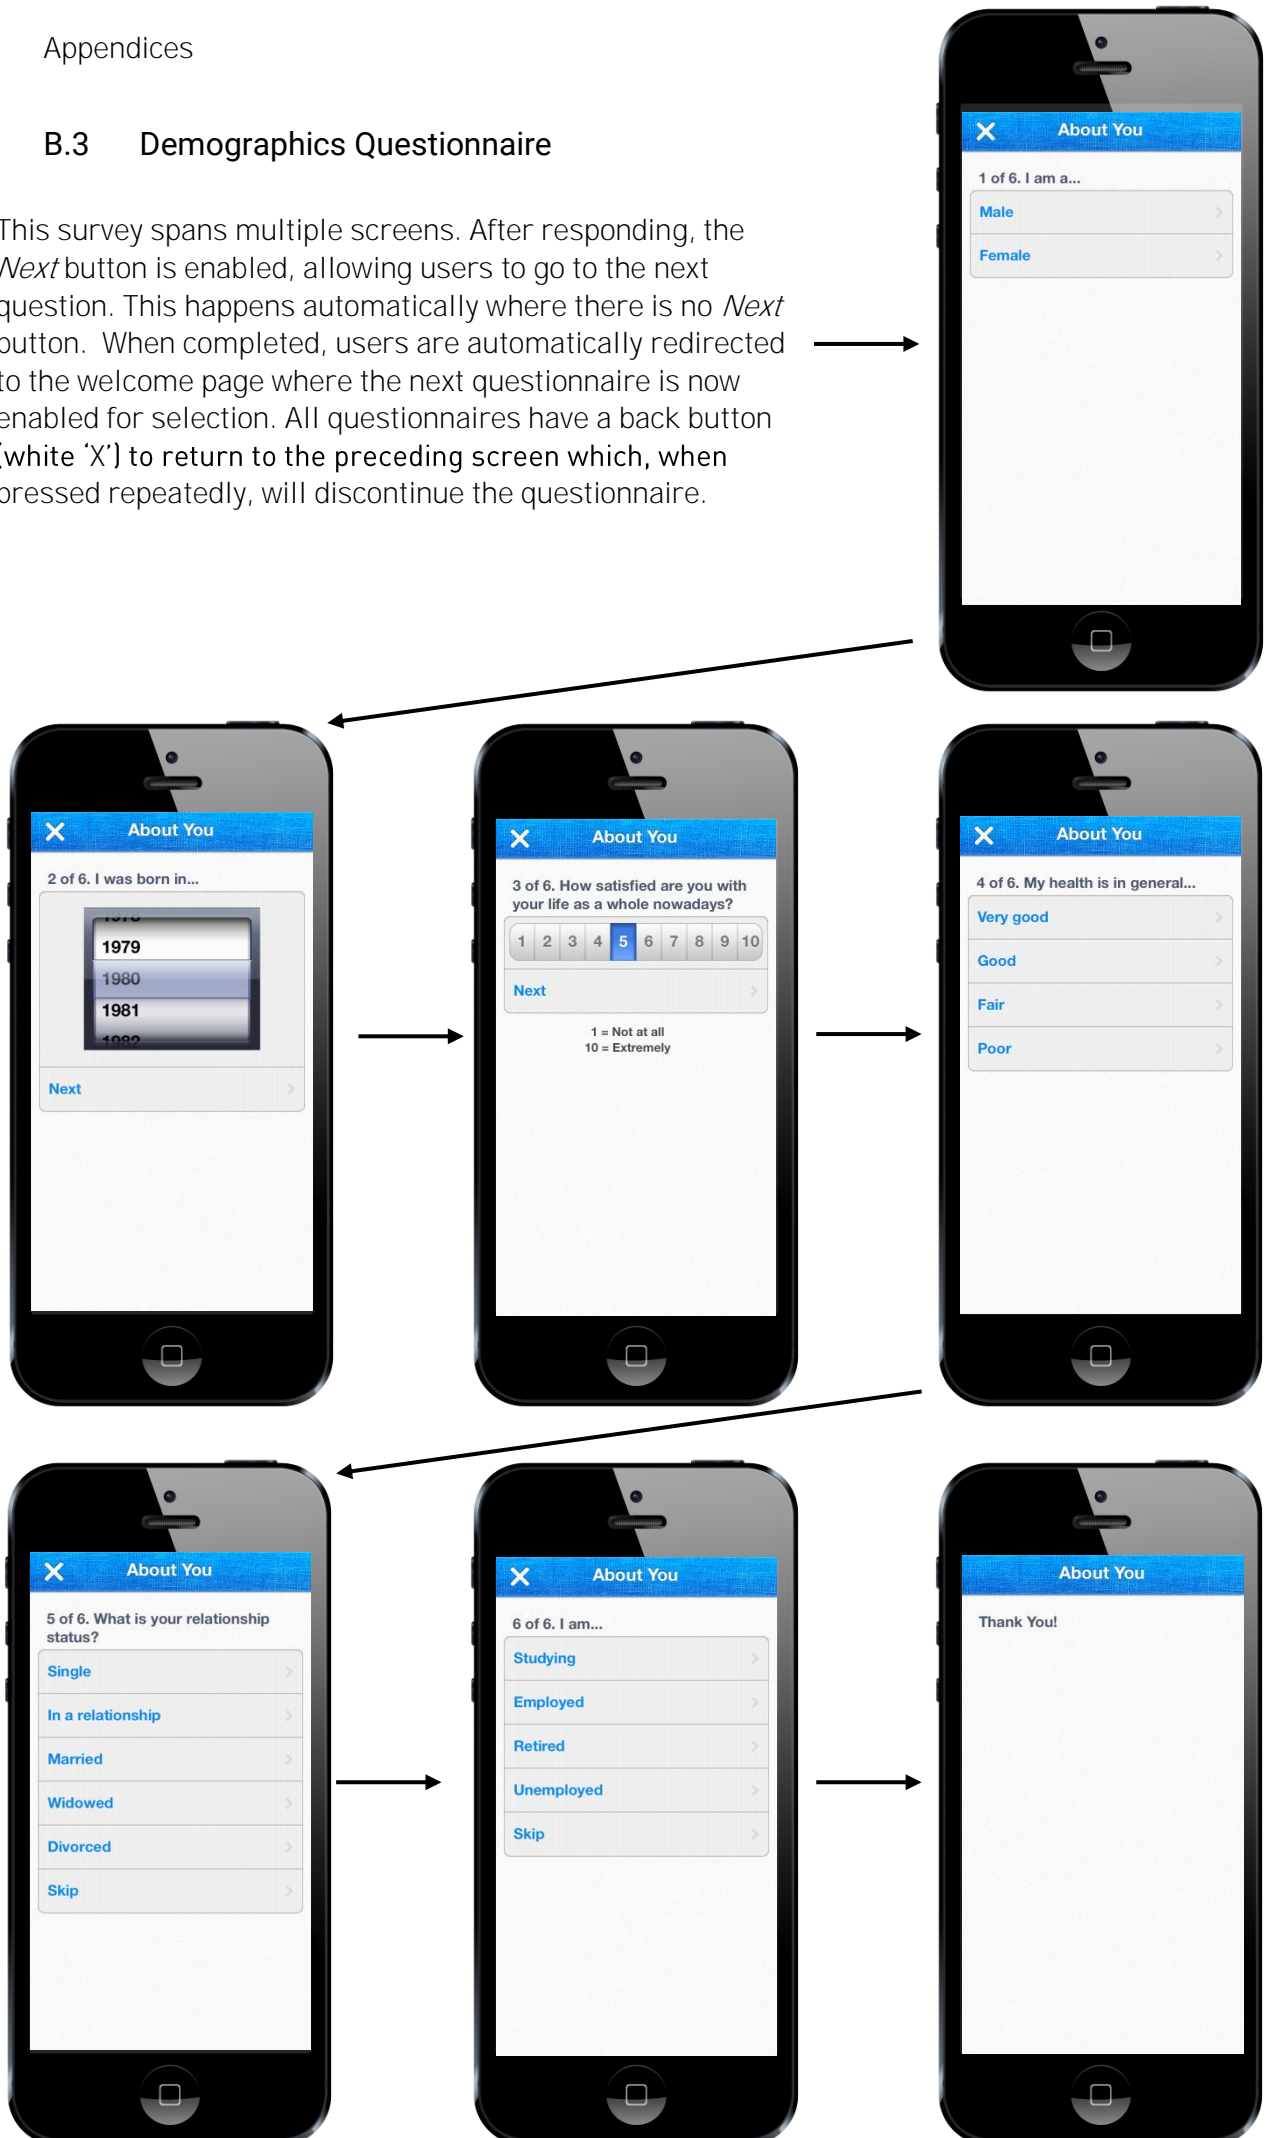 Appendices
B.3 Demographics Questionnaire
This survey spans multiple screens. After responding, the
Next button is enabled, allowing users to go to the next
question. This happens automatically where there is no Next
button. When completed, users are automatically redirected
to the welcome page where the next questionnaire is now
enabled for selection. All questionnaires have a back button
(white ‘X’) to return to the preceding screen which, when
pressed repeatedly, will discontinue the questionnaire.
About You
1 of 6. I am a...
Male
Female
About You
2 of 6. I was born in...
1978
1979
1980
1981
1982
Next
About You
3 of 6. How satisfied are you with
your life as a whole nowadays?
1 2 3 4 5 6 7 8 9 10
Next
1 = Not at all
10 = Extremely
About You
4 of 6. My health is in general...
Very good
Good
Fair
Poor
About You
5 of 6. What is your relationship
status?
Single
In a relationship
Married
Widowed
Divorced
Skip
About You
6 of 6. I am...
Studying
Employed
Retired
Unemployed
Skip
About You
Thank You!